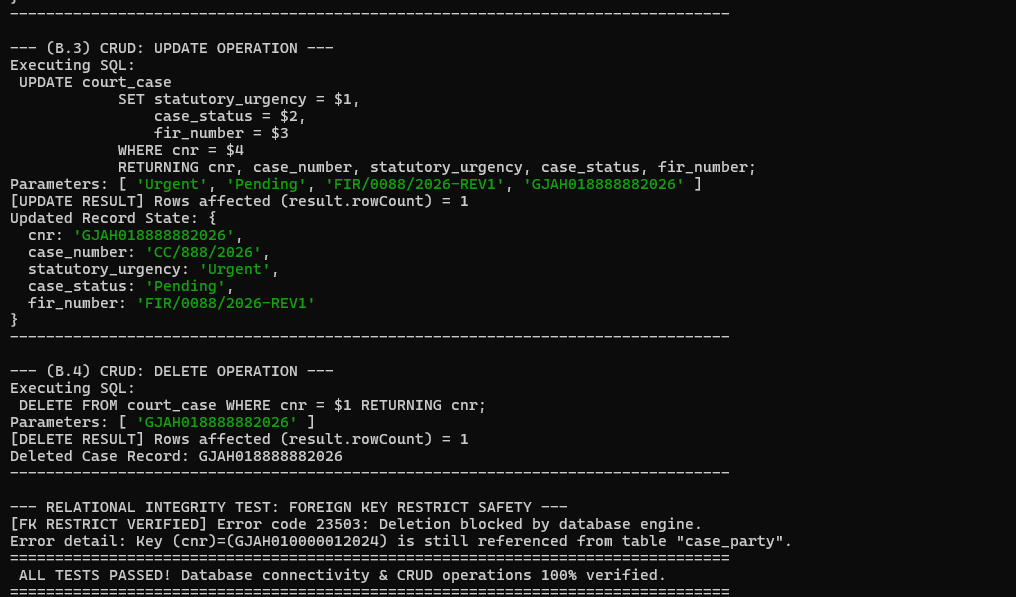 }
--------------------------------------------------------------------------------
--- (B.3) CRUD: UPDATE OPERATION ---
Executing SQL:
 UPDATE court_case
            SET statutory_urgency = $1,
                case_status = $2,
                fir_number = $3
            WHERE cnr = $4
            RETURNING cnr, case_number, statutory_urgency, case_status, fir_number;
Parameters: [ 'Urgent', 'Pending', 'FIR/0088/2026-REV1', 'GJAH018888882026' ]
[UPDATE RESULT] Rows affected (result.rowCount) = 1
Updated Record State: {
  cnr: 'GJAH018888882026',
  case_number: 'CC/888/2026',
  statutory_urgency: 'Urgent',
  case_status: 'Pending',
  fir_number: 'FIR/0088/2026-REV1'
}
--------------------------------------------------------------------------------
--- (B.4) CRUD: DELETE OPERATION ---
Executing SQL:
 DELETE FROM court_case WHERE cnr = $1 RETURNING cnr;
Parameters: [ 'GJAH018888882026' ]
[DELETE RESULT] Rows affected (result.rowCount) = 1
Deleted Case Record: GJAH018888882026
--------------------------------------------------------------------------------
--- RELATIONAL INTEGRITY TEST: FOREIGN KEY RESTRICT SAFETY ---
[FK RESTRICT VERIFIED] Error code 23503: Deletion blocked by database engine.
Error detail: Key (cnr)=(GJAH010000012024) is still referenced from table "case_party".
================================================================================
 ALL TESTS PASSED! Database connectivity & CRUD operations 100% verified.
================================================================================